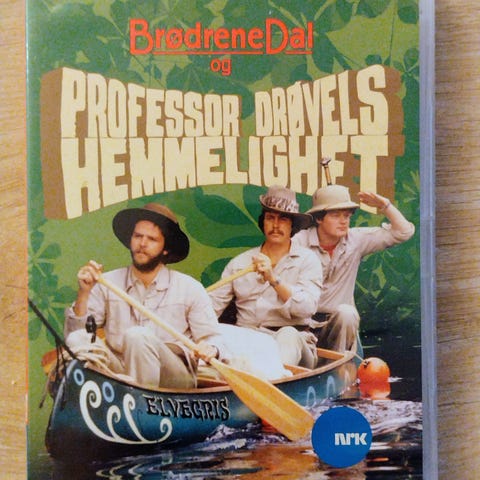 BrødreneDal
og
PROFESSOR DRØVELS
HEMMELIGHET
ELVEGRIS
NRK